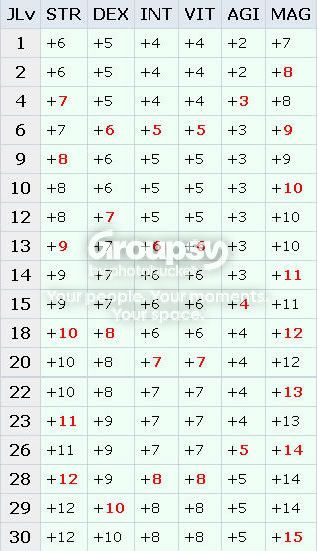 JLv STR DEX INT VIT AGI MAG
1 +6 +5 +4 +4 +2 +7
2 +6 +5 +4 +4 +2 +8
4 +7 +5 +4 +4 +3 +8
6 +7 +6 +5 +5 +3 +9
9 +8 +6 +5 +5 +3 +9
10 +8 +6 +5 +5 +3 +10
12 +8 +7 +5 +5 +3 +10
13 +9 +7 +6 +6 +3 +10
Groupsy
14 +9 +7 +6 +6 +3 +11
by photobucket
15 +9 +7 +6 +6 +4 +11
Your people. Your moments.
Your space.
18 +10 +8 +6 +6 +4 +12
20 +10 +8 +7 +7 +4 +12
22 +10 +8 +7 +7 +4 +13
23 +11 +9 +7 +7 +4 +13
26 +11 +9 +7 +7 +5 +14
28 +12 +9 +8 +8 +5 +14
29 +12 +10 +8 +8 +5 +14
30 +12 +10 +8 +8 +5 +15